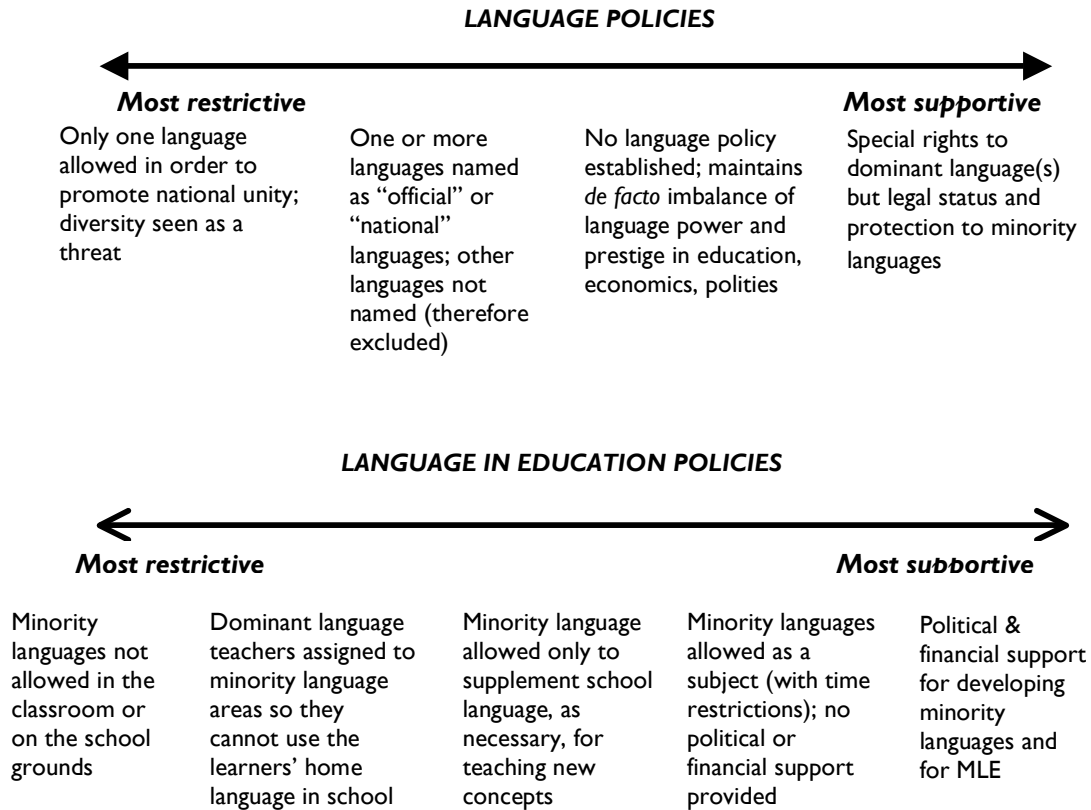 LANGUAGE POLICIES
Most restrictive
Most supportive
Only one language
allowed in order to
promote national unity;
diversity seen as a
threat
One or more
languages named
as “official” or
“national”
languages; other
languages not
named (therefore
excluded)
No language policy
established; maintains
de facto imbalance of
language power and
prestige in education,
economics, polities
Special rights to
dominant language(s)
but legal status and
protection to minority
languages
LANGUAGE IN EDUCATION POLICIES
Most restrictive
Most supportive
Minority
languages not
allowed in the
classroom or
on the school
grounds
Dominant language
teachers assigned to
minority language
areas so they
cannot use the
learners’ home
language in school
Minority language
allowed only to
supplement school
language, as
necessary, for
teaching new
concepts
Minority languages
allowed as a
subject (with time
restrictions); no
political or
financial support
provided
Political &
financial support
for developing
minority
languages and
for MLE